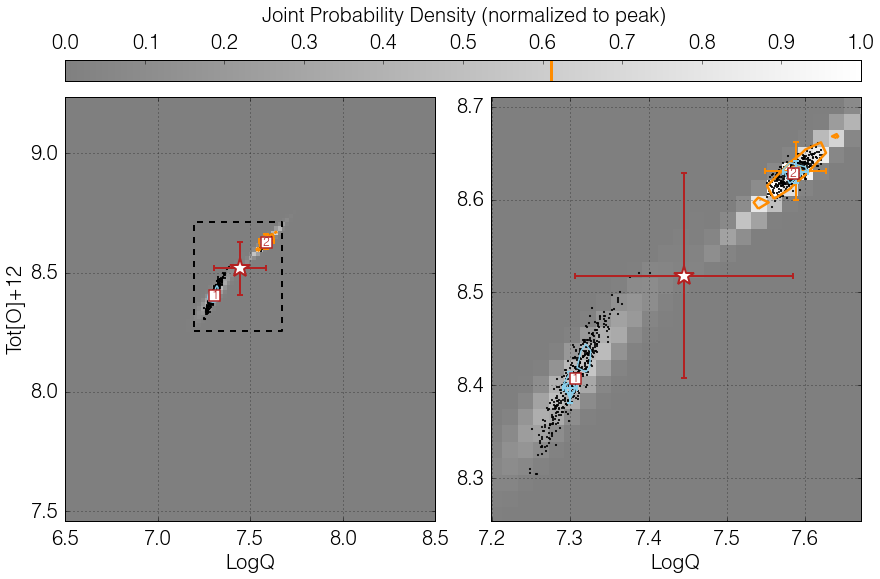 Joint Probability Density (normalized to peak)
0.0 0.1 0.2 0.3 0.4 0.5 0.6 0.7 0.8 0.9 1.0
Tot[O]+12
9.0
8.5
8.0
7.5
2
1
6.5 7.0 7.5 8.0 8.5
LogQ
8.7
8.6
8.5
8.4
8.3
2
1
7.2 7.3 7.4 7.5 7.6
LogQ